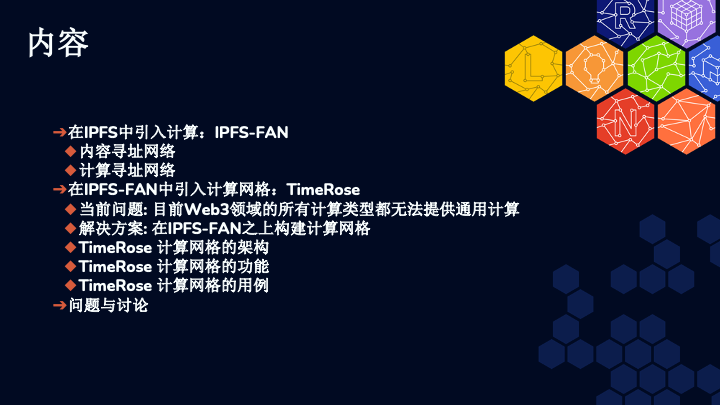 内容
➔在IPFS中引入计算：IPFS-FAN
◆内容寻址网络
◆计算寻址网络
➔在IPFS-FAN中引入计算网格：TimeRose
◆当前问题: 目前Web3领域的所有计算类型都无法提供通用计算
◆解决方案: 在IPFS-FAN之上构建计算网格
◆TimeRose 计算网格的架构
◆TimeRose 计算网格的功能
◆TimeRose 计算网格的用例
➔问题与讨论
R
L
N